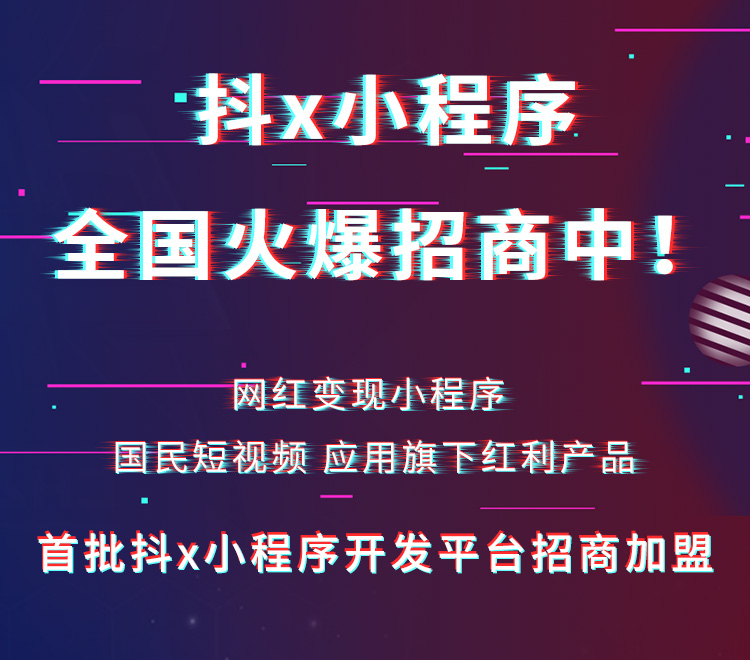 抖x小程序
全国火爆招商中!
网红变现小程序
国民短视频 应用旗下红利产品
首批抖x小程序开发平台招商加盟